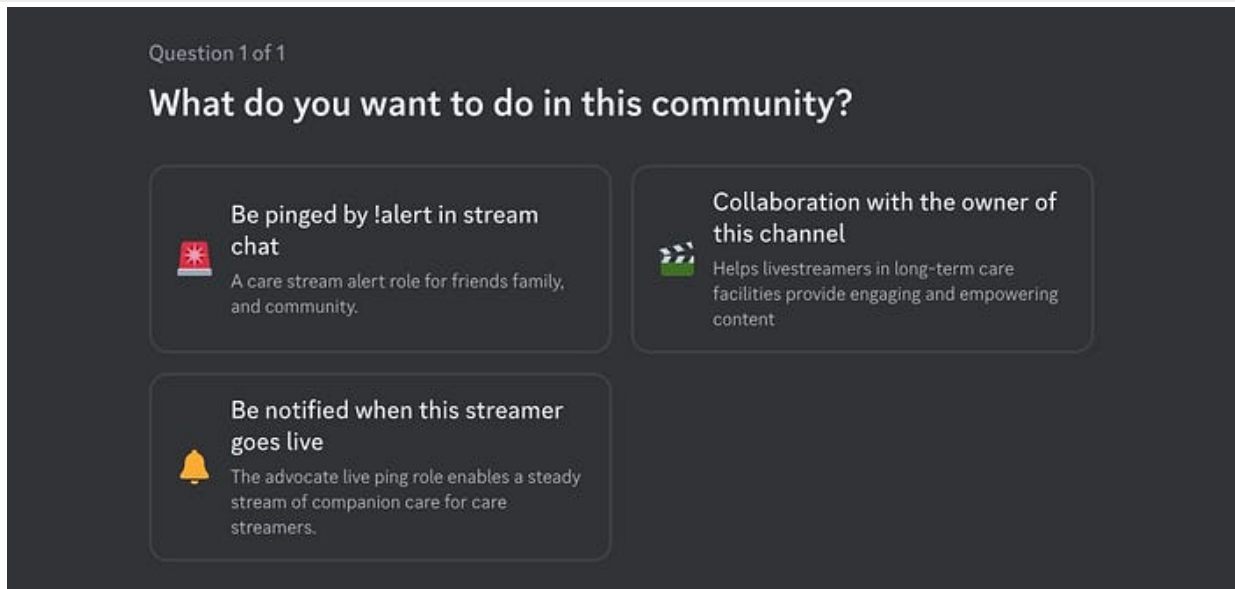 Question 1 of 1
What do you want to do in this community?
Be pinged by !alert in stream
chat
A care stream alert role for friends family,
and community.
Collaboration with the owner of
this channel
Helps livestreamers in long-term care
facilities provide engaging and empowering
content
Be notified when this streamer
goes live
The advocate live ping role enables a steady
stream of companion care for care
streamers.